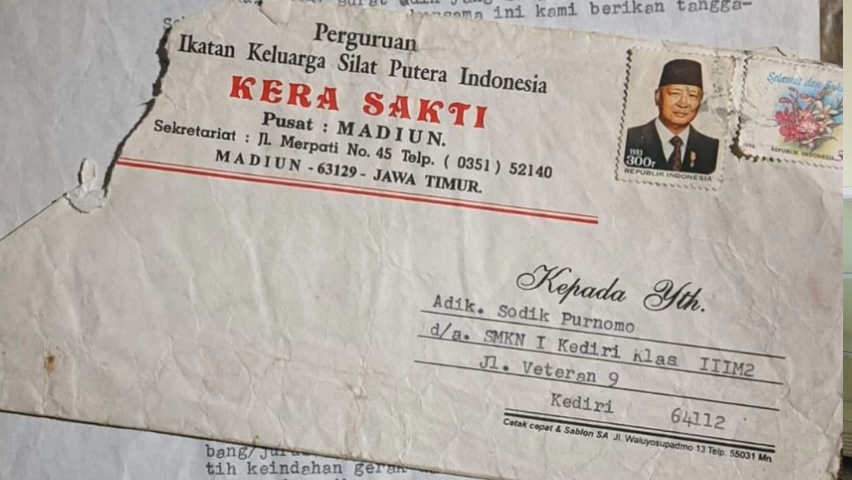 ini kami berikan tangga-
Perguruan
Ikatan Keluarga Silat Putera Indonesia
KERA SAKTI
Pusat : MADIUN.
Sekretariat : Jl. Merpati No. 45 Telp. ( 0351 ) 52140
MADIUN - 63129 - JAWA TIMUR.
1993
300r
REPUBLIK INDONESIA
Selamat dan
REPUBLIK INDONESIA
Kepada Yth.
Adik. Sodik Purnomo
d/a. SMKN I Kediri Klas IIIM2
Jl. Veteran 9
Kediri 64112
Cetak cepat & Sablon SA Jl. Waluyosupadmo 13 Telp. 55031 Mn.
tih keindahan gerak